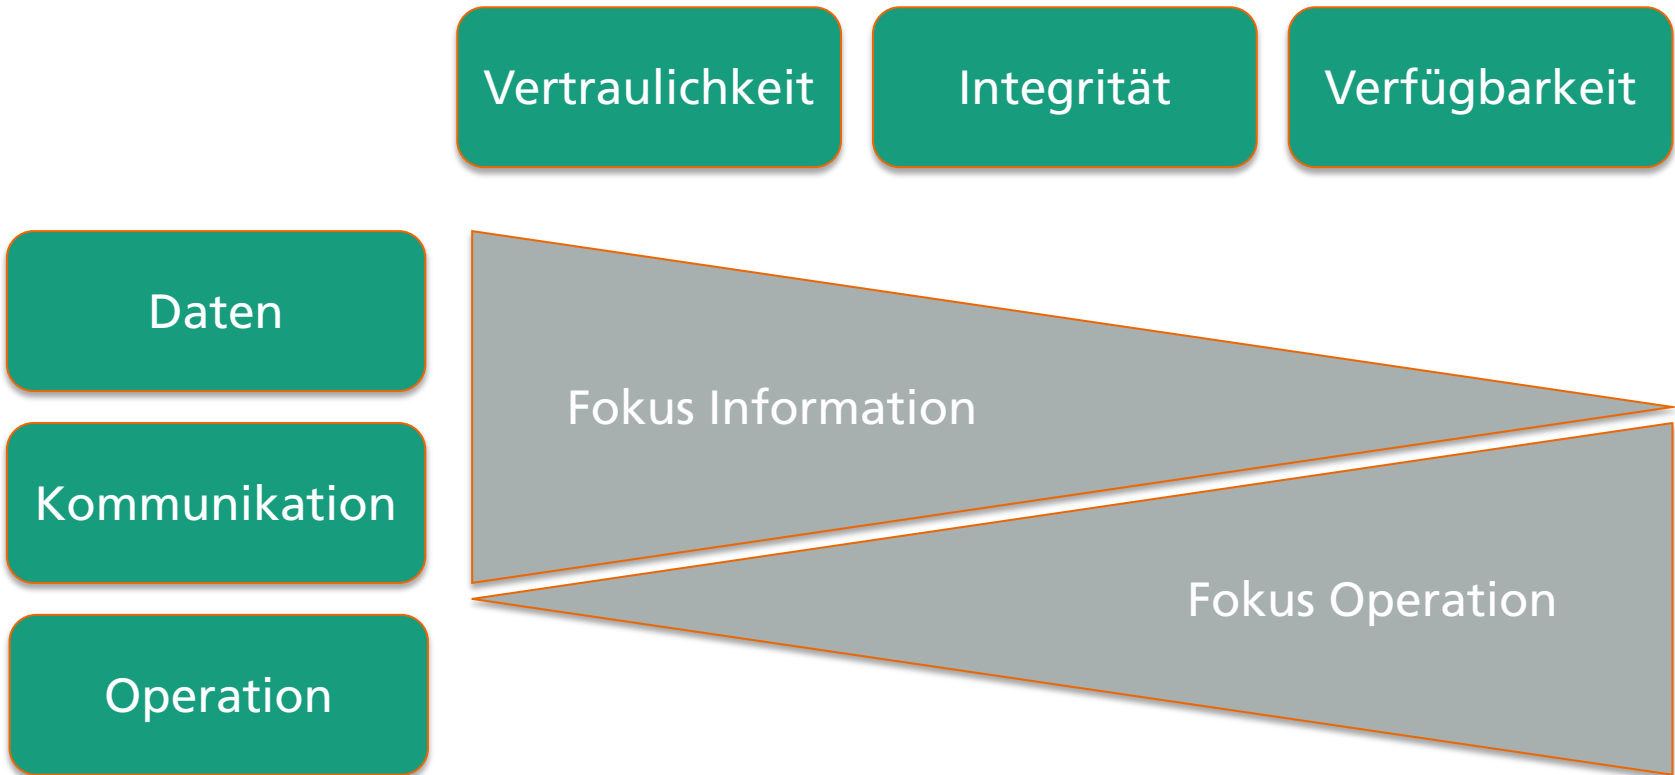 Vertraulichkeit
Integrität
Verfügbarkeit
Daten
Fokus Information
Kommunikation
Fokus Operation
Operation